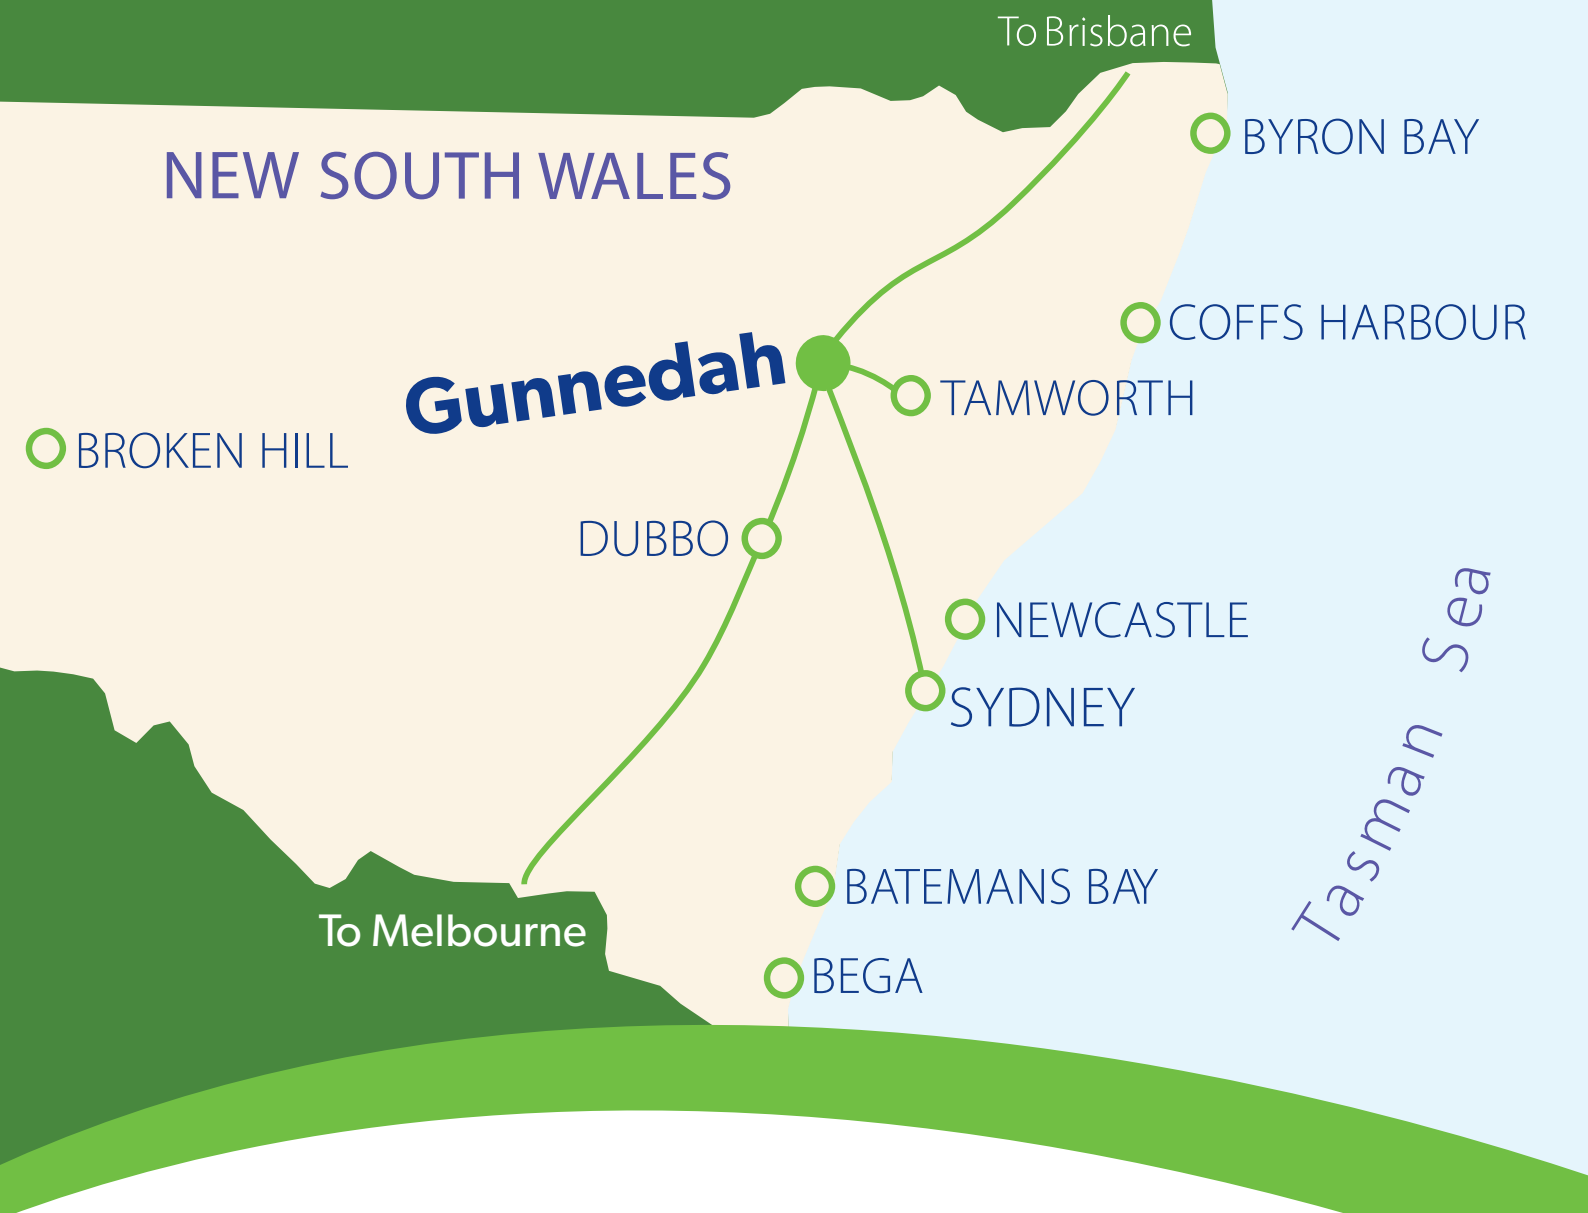 To Brisbane
BYRON BAY
NEW SOUTH WALES
COFFS HARBOUR
Gunnedah
TAMWORTH
BROKEN HILL
DUBBO
NEWCASTLE
SYDNEY
Tasman Sea
BATEMANS BAY
To Melbourne
BEGA